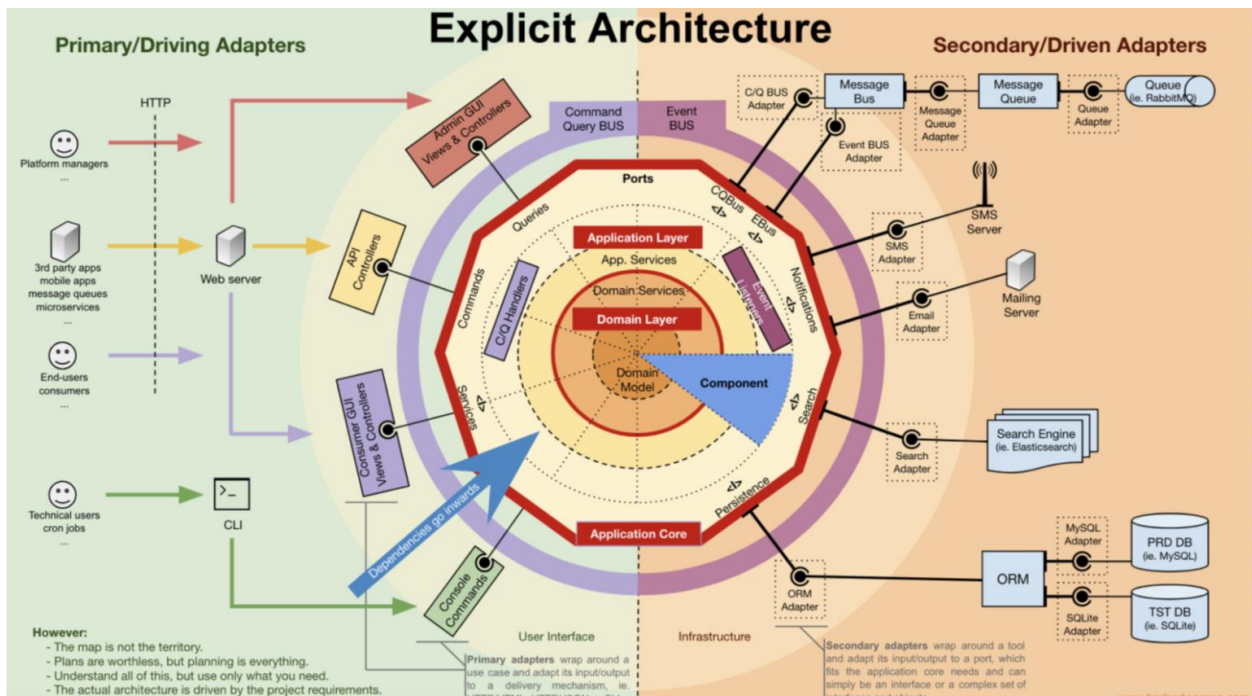 Explicit Architecture
Primary/Driving Adapters
Secondary/Driven Adapters
HTTP
Platform managers
...
3rd party apps
mobile apps
message queues
microservices
...
End-users
consumers
...
Technical users
cron jobs
...
Web server
CLI
Admin GUI
Views & Controllers
API
Controllers
Consumer GUI
Views & Controllers
Console
Commands
Command
Query BUS
Event
BUS
Ports
Queries
Commands
Services
</>
CQBus
</>
EBus
</>
Notifications
</>
Search
</>
Persistence
</>
Application Layer
App. Services
Domain Services
Domain Layer
Domain
Model
C/Q Handlers
Event
Listeners
Component
Application Core
Dependencies go inwards
C/Q BUS
Adapter
Message
Bus
Event BUS
Adapter
Message
Queue
Adapter
Message
Queue
Queue
Adapter
Queue
(ie. RabbitMQ)
SMS
Adapter
SMS
Server
Email
Adapter
Mailing
Server
Search
Adapter
Search Engine
(ie. Elasticsearch)
ORM
Adapter
ORM
MySQL
Adapter
PRD DB
(ie. MySQL)
SQLite
Adapter
TST DB
(ie. SQLite)
User Interface
Infrastructure
However:
- The map is not the territory.
- Plans are worthless, but planning is everything.
- Understand all of this, but use only what you need.
- The actual architecture is driven by the project requirements.
Primary adapters wrap around a
use case and adapt its input/output
to a delivery mechanism, ie.
Secondary adapters wrap around a tool
and adapt its input/output to a port, which
fits the application core needs and can
simply be an interface or a complex set of